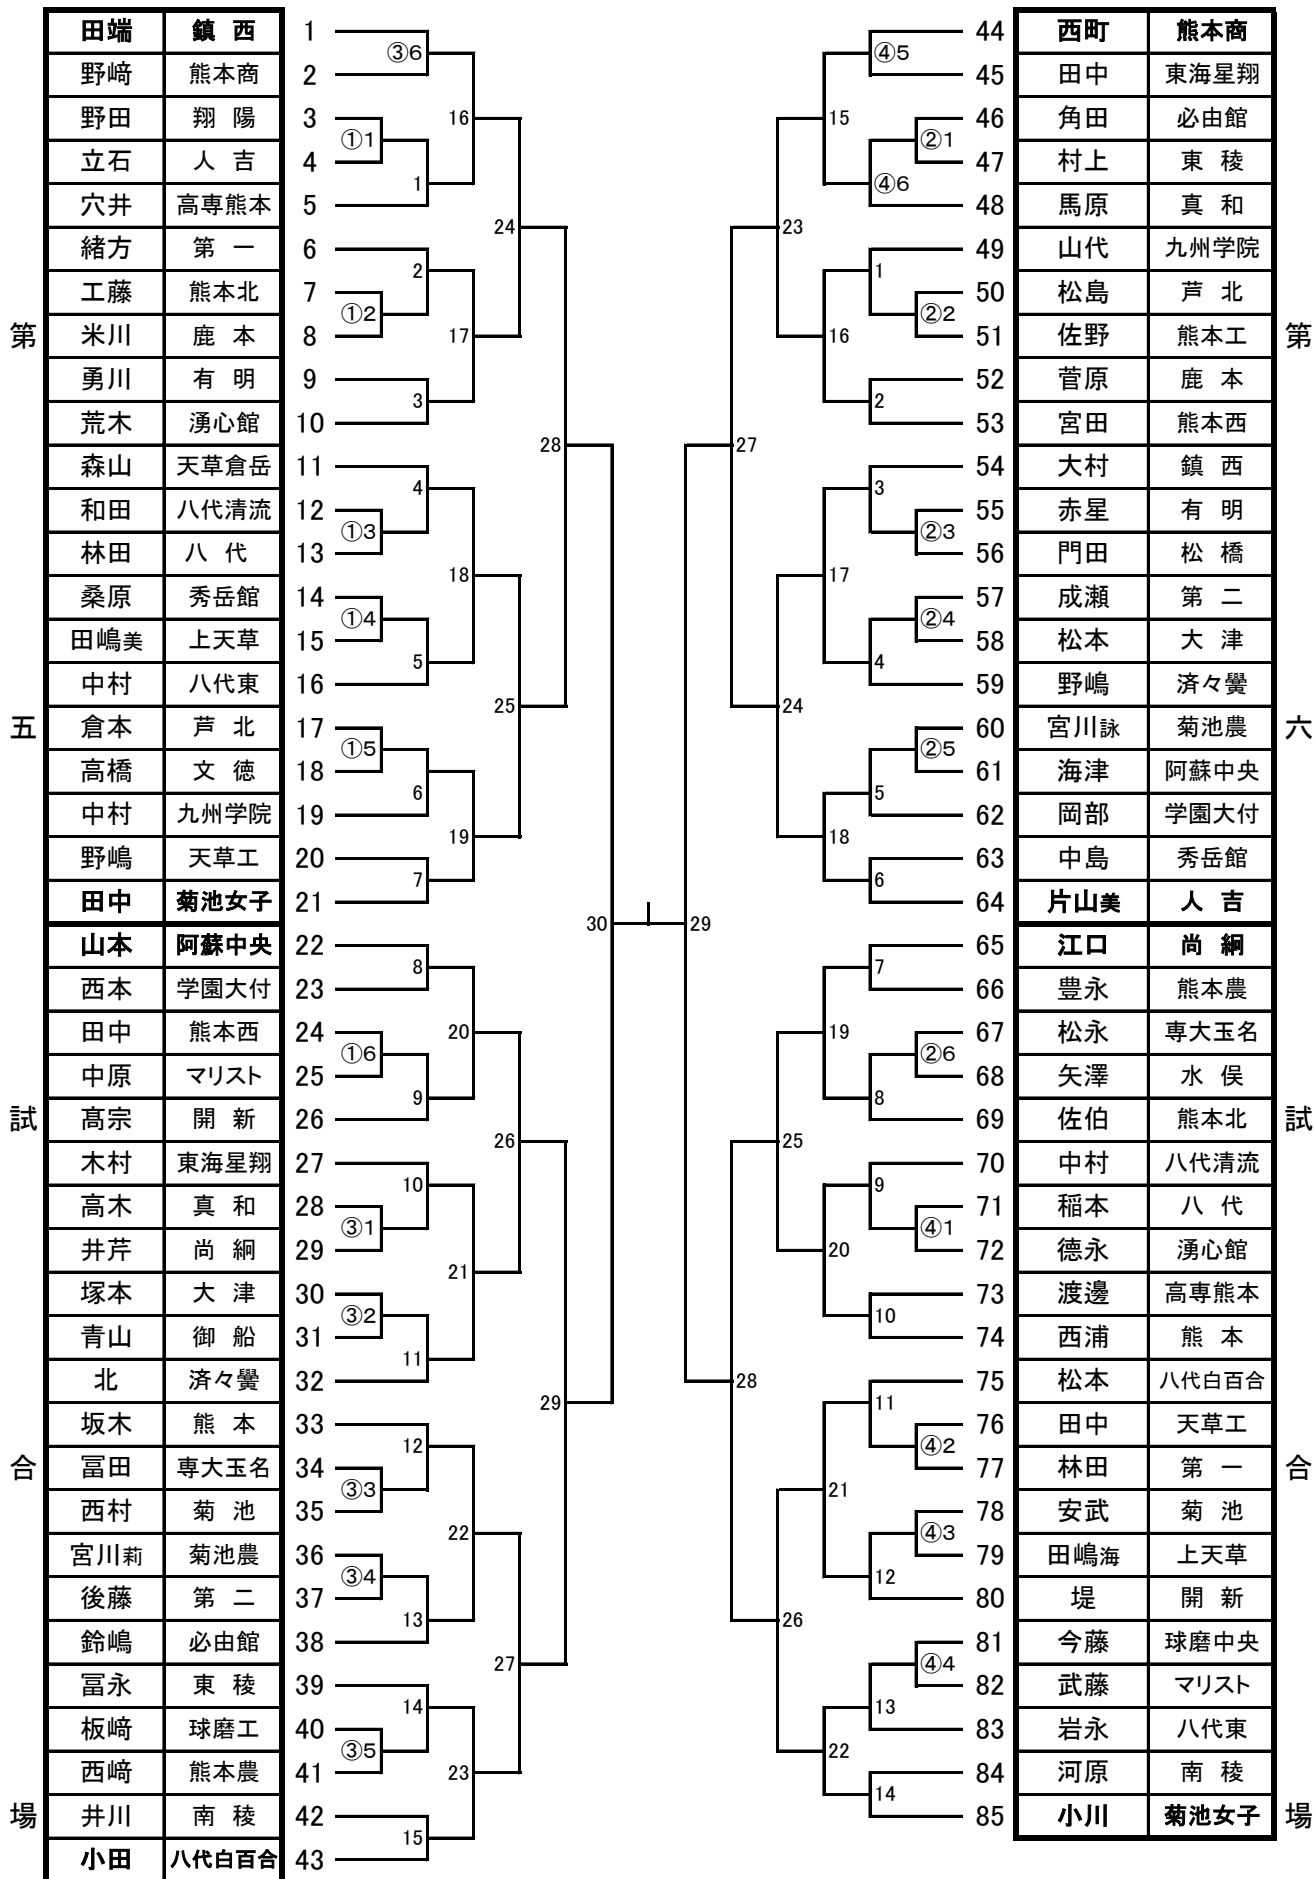 第五試合場
田端 鎮西 1
野﨑 熊本商 2
③6
野田 翔陽 3
16
立石 人吉 4
①1
穴井 高専熊本 5
1
緒方 第一 6
24
工藤 熊本北 7
2
米川 鹿本 8
①2
17
勇川 有明 9
荒木 湧心館 10
3
森山 天草倉岳 11
28
和田 八代清流 12
4
林田 八代 13
①3
桑原 秀岳館 14
18
田嶋美 上天草 15
①4
中村 八代東 16
5
倉本 芦北 17
25
高橋 文徳 18
①5
中村 九州学院 19
6
野嶋 天草工 20
19
田中 菊池女子 21
7
山本 阿蘇中央 22
30
西本 学園大付 23
8
田中 熊本西 24
20
中原 マリスト 25
①6
髙宗 開新 26
9
木村 東海星翔 27
26
高木 真和 28
10
井芹 尚絅 29
③1
塚本 大津 30
21
青山 御船 31
③2
北 済々黌 32
11
坂木 熊本 33
29
冨田 専大玉名 34
12
西村 菊池 35
③3
宮川莉 菊池農 36
22
後藤 第二 37
③4
鈴嶋 必由館 38
13
冨永 東稜 39
27
板﨑 球磨工 40
14
西﨑 熊本農 41
③5
井川 南稜 42
23
小田 八代白百合 43
15
第六試合場
44 西町 熊本商
45 田中 東海星翔
④5
46 角田 必由館
15
47 村上 東稜
②1
48 馬原 真和
④6
49 山代 九州学院
23
50 松島 芦北
1
51 佐野 熊本工
②2
16
52 菅原 鹿本
53 宮田 熊本西
2
54 大村 鎮西
27
55 赤星 有明
3
56 門田 松橋
②3
57 成瀬 第二
17
58 松本 大津
②4
59 野嶋 済々黌
4
60 宮川詠 菊池農
24
61 海津 阿蘇中央
②5
62 岡部 学園大付
5
63 中島 秀岳館
18
64 片山美 人吉
6
65 江口 尚絅
29
66 豊永 熊本農
7
67 松永 専大玉名
19
68 矢澤 水俣
②6
69 佐伯 熊本北
8
70 中村 八代清流
25
71 稲本 八代
9
72 德永 湧心館
④1
73 渡邊 高専熊本
20
74 西浦 熊本
10
75 松本 八代白百合
28
76 田中 天草工
11
77 林田 第一
④2
78 安武 菊池
21
79 田嶋海 上天草
④3
80 堤 開新
12
81 今藤 球磨中央
26
82 武藤 マリスト
④4
83 岩永 八代東
13
84 河原 南稜
22
85 小川 菊池女子
14